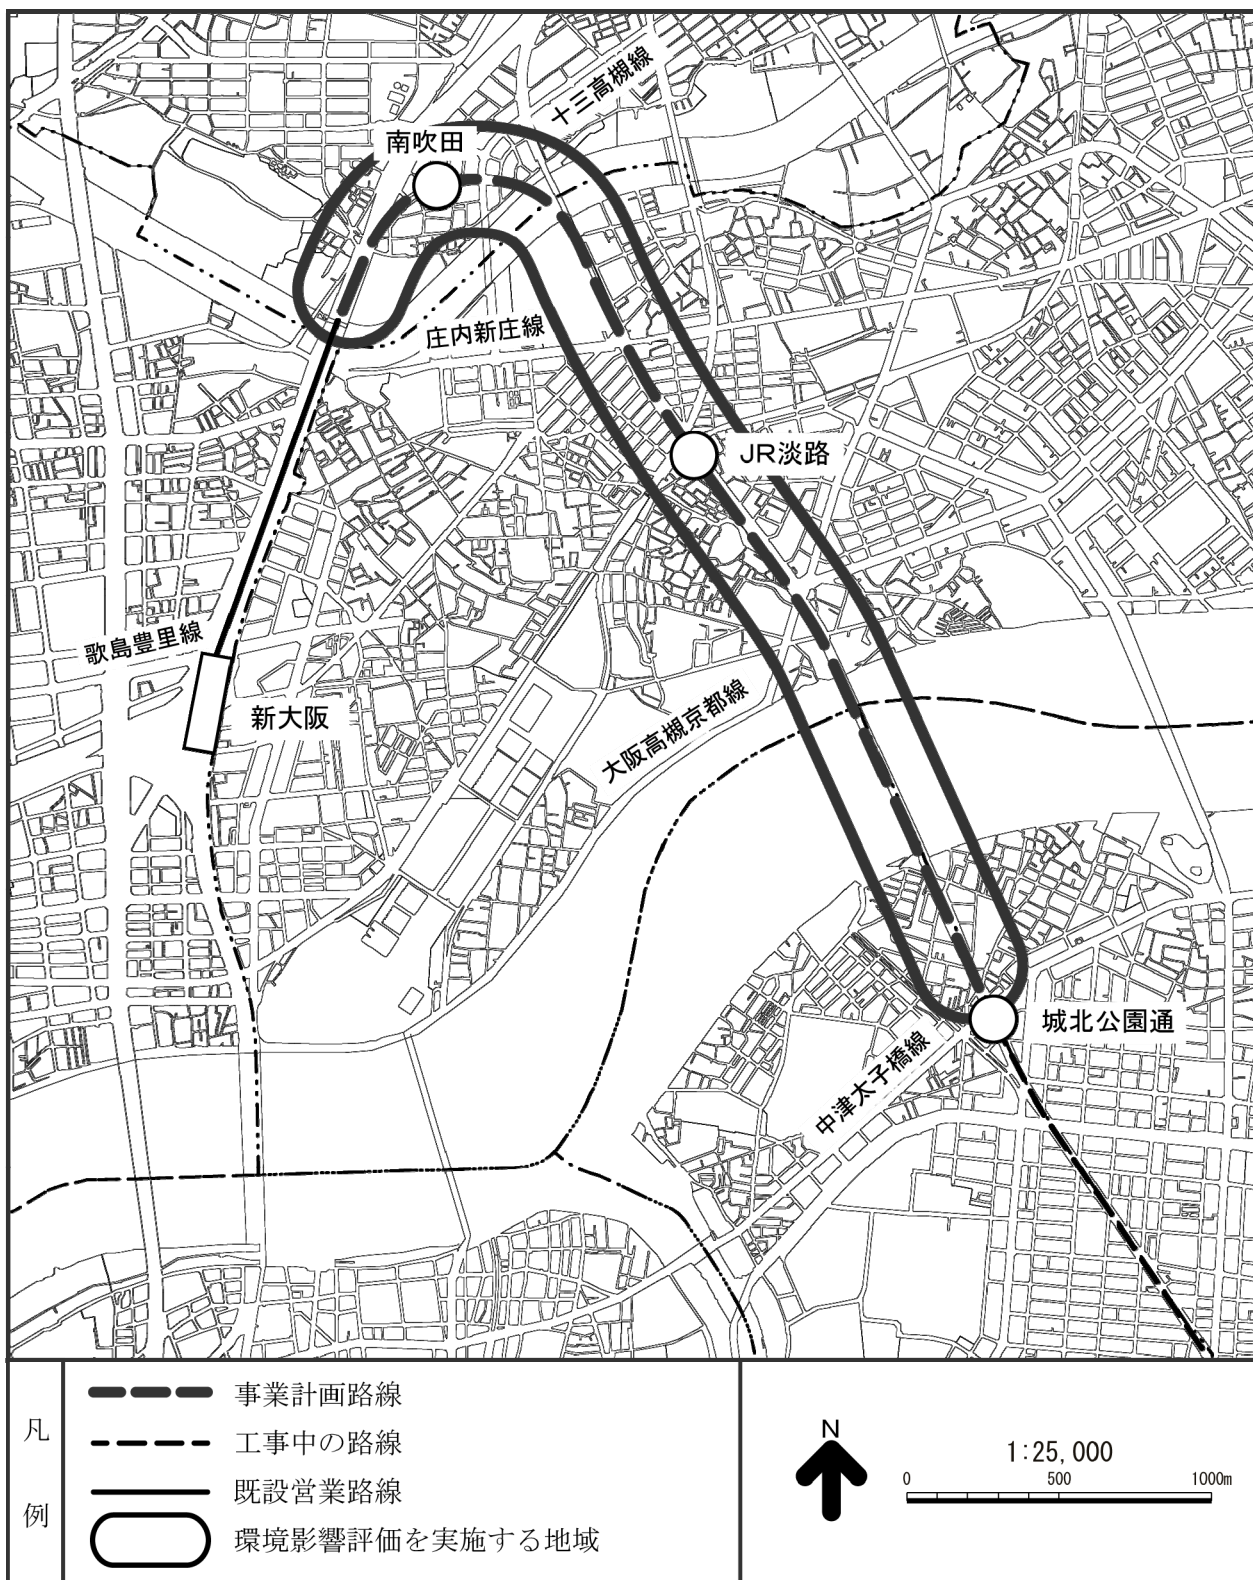 十三高槻線
南吹田
庄内新庄線
JR淡路
歌島豊里線
新大阪
大阪高槻京都線
城北公園通
中津太子橋線
凡例
事業計画路線
工事中の路線
既設営業路線
環境影響評価を実施する地域
N
1:25,000
0 500 1000m